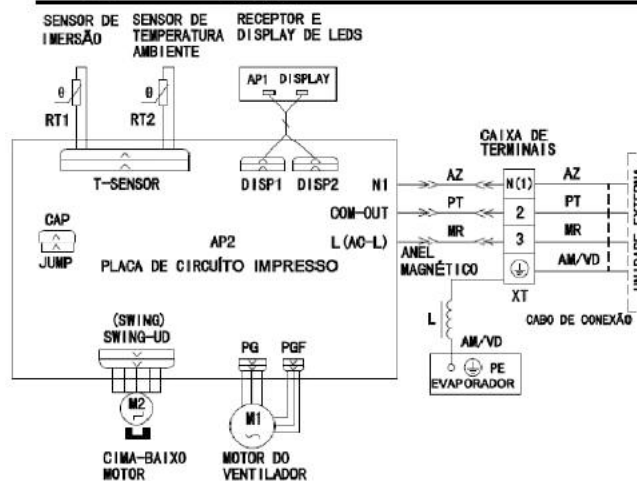 SENSOR DE
IMERSÃO
SENSOR DE
TEMPERATURA
AMBIENTE
RECEPTOR E
DISPLAY DE LEDS
AP1 DISPLAY
θ
RT1
θ
RT2
T-SENSOR
DISP1
DISP2
N1
COM-OUT
L(AC-L)
CAP
JUMP
AP2
PLACA DE CIRCUÍTO IMPRESSO
AZ
PT
MR
ANEL
MAGNÉTICO
CAIXA DE
TERMINAIS
N(1)
2
3
XT
AZ
PT
MR
AM/VD
UNIDADE EXTERNA
CABO DE CONEXÃO
L
AM/VD
PE
EVAPORADOR
(SWING)
SWING-UD
M2
CIMA-BAIXO
MOTOR
PG
PGF
M1
MOTOR DO
VENTILADOR